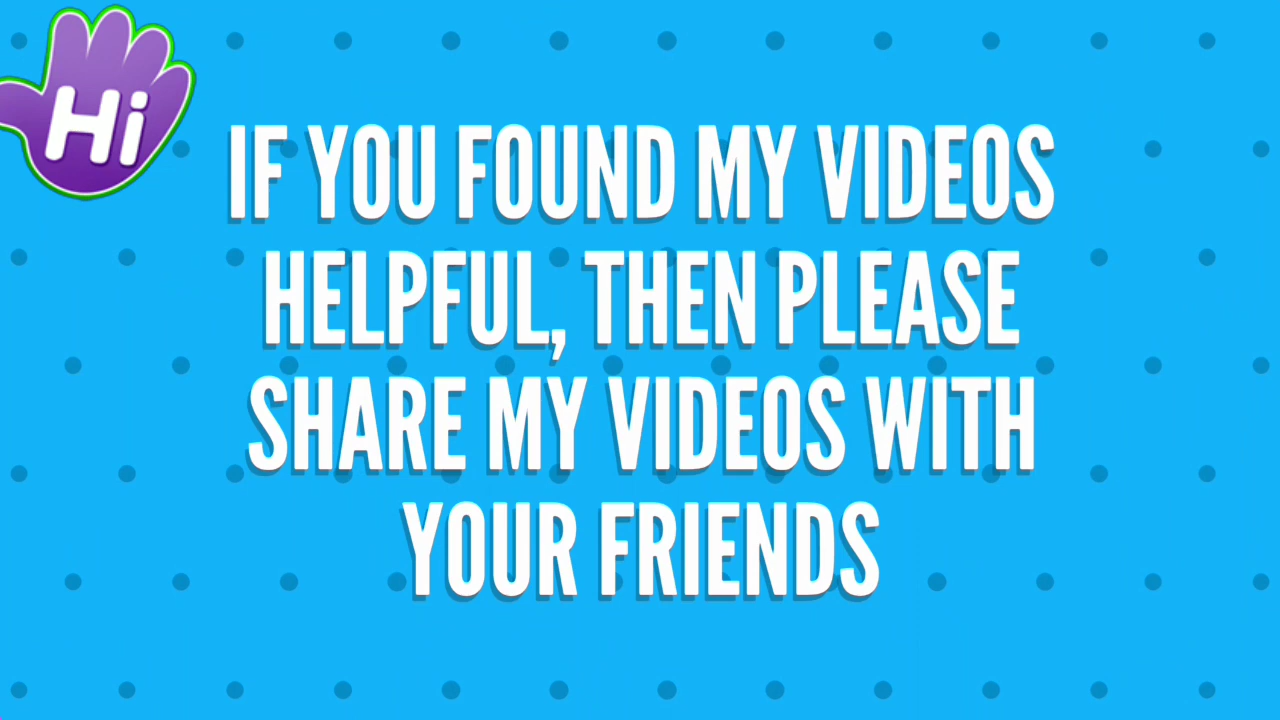 Hi
IF YOU FOUND MY VIDEOS
HELPFUL, THEN PLEASE
SHARE MY VIDEOS WITH
YOUR FRIENDS